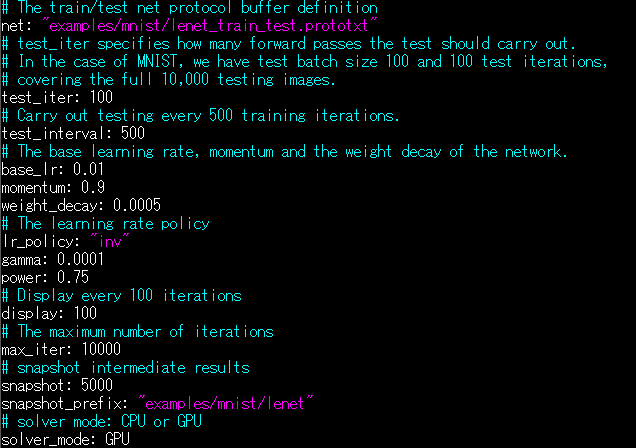 # The train/test net protocol buffer definition
net: "examples/mnist/lenet_train_test.prototxt"
# test_iter specifies how many forward passes the test should carry out.
# In the case of MNIST, we have test batch size 100 and 100 test iterations,
# covering the full 10,000 testing images.
test_iter: 100
# Carry out testing every 500 training iterations.
test_interval: 500
# The base learning rate, momentum and the weight decay of the network.
base_lr: 0.01
momentum: 0.9
weight_decay: 0.0005
# The learning rate policy
lr_policy: "inv"
gamma: 0.0001
power: 0.75
# Display every 100 iterations
display: 100
# The maximum number of iterations
max_iter: 10000
# snapshot intermediate results
snapshot: 5000
snapshot_prefix: "examples/mnist/lenet"
# solver mode: CPU or GPU
solver_mode: GPU